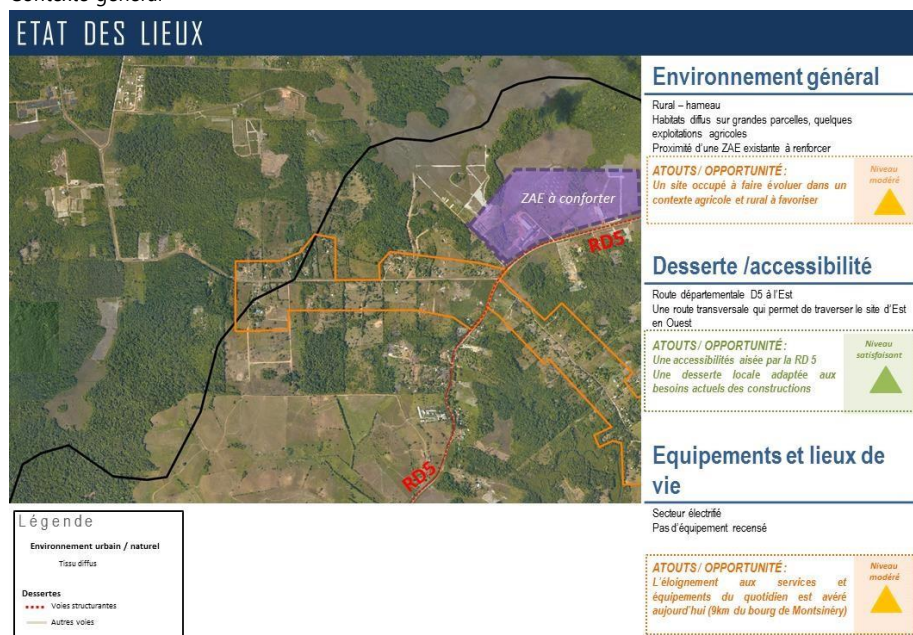 ETAT DES LIEUX
ZAE à conforter
RD5
RD5
Environnement général
Rural – hameau
Habitats diffus sur grandes parcelles, quelques
exploitations agricoles
Proximité d'une ZAE existante à renforcer
ATOUTS / OPPORTUNITÉ :
Un site occupé à faire évoluer dans un
contexte agricole et rural à favoriser
Niveau
modéré
Desserte /accessibilité
Route départementale D5 à l'Est
Une route transversale qui permet de traverser le site d'Est
en Ouest
ATOUTS / OPPORTUNITÉ :
Une accessibilités aisée par la RD 5
Une desserte locale adaptée aux
besoins actuels des constructions
Niveau
satisfaisant
Equipements et lieux de
vie
Secteur électrifié
Pas d'équipement recensé
ATOUTS / OPPORTUNITÉ :
L'éloignement aux services et
équipements du quotidien est avéré
aujourd'hui (9km du bourg de Montsinéry)
Niveau
modéré
Légende
Environnement urbain / naturel
Tissu diffus
Dessertes
Voies structurantes
Autres voies